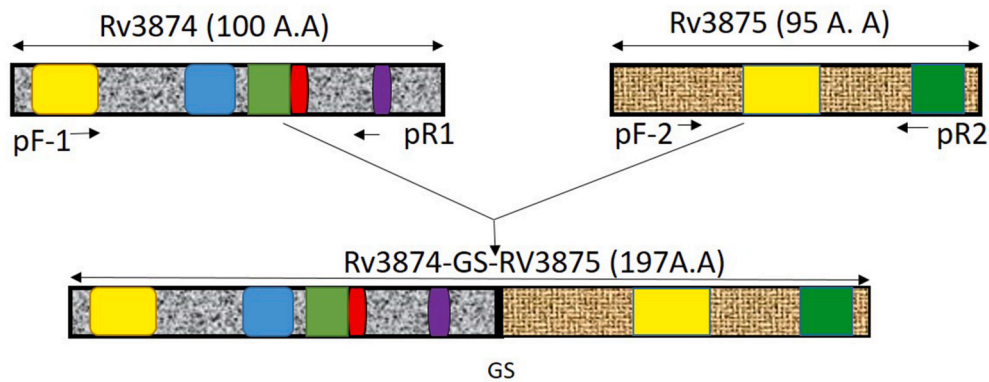 Rv3874 (100 A.A)
Rv3875 (95 A. A)
pF-1
pR1
pF-2
pR2
Rv3874-GS-RV3875 (197A.A)
GS